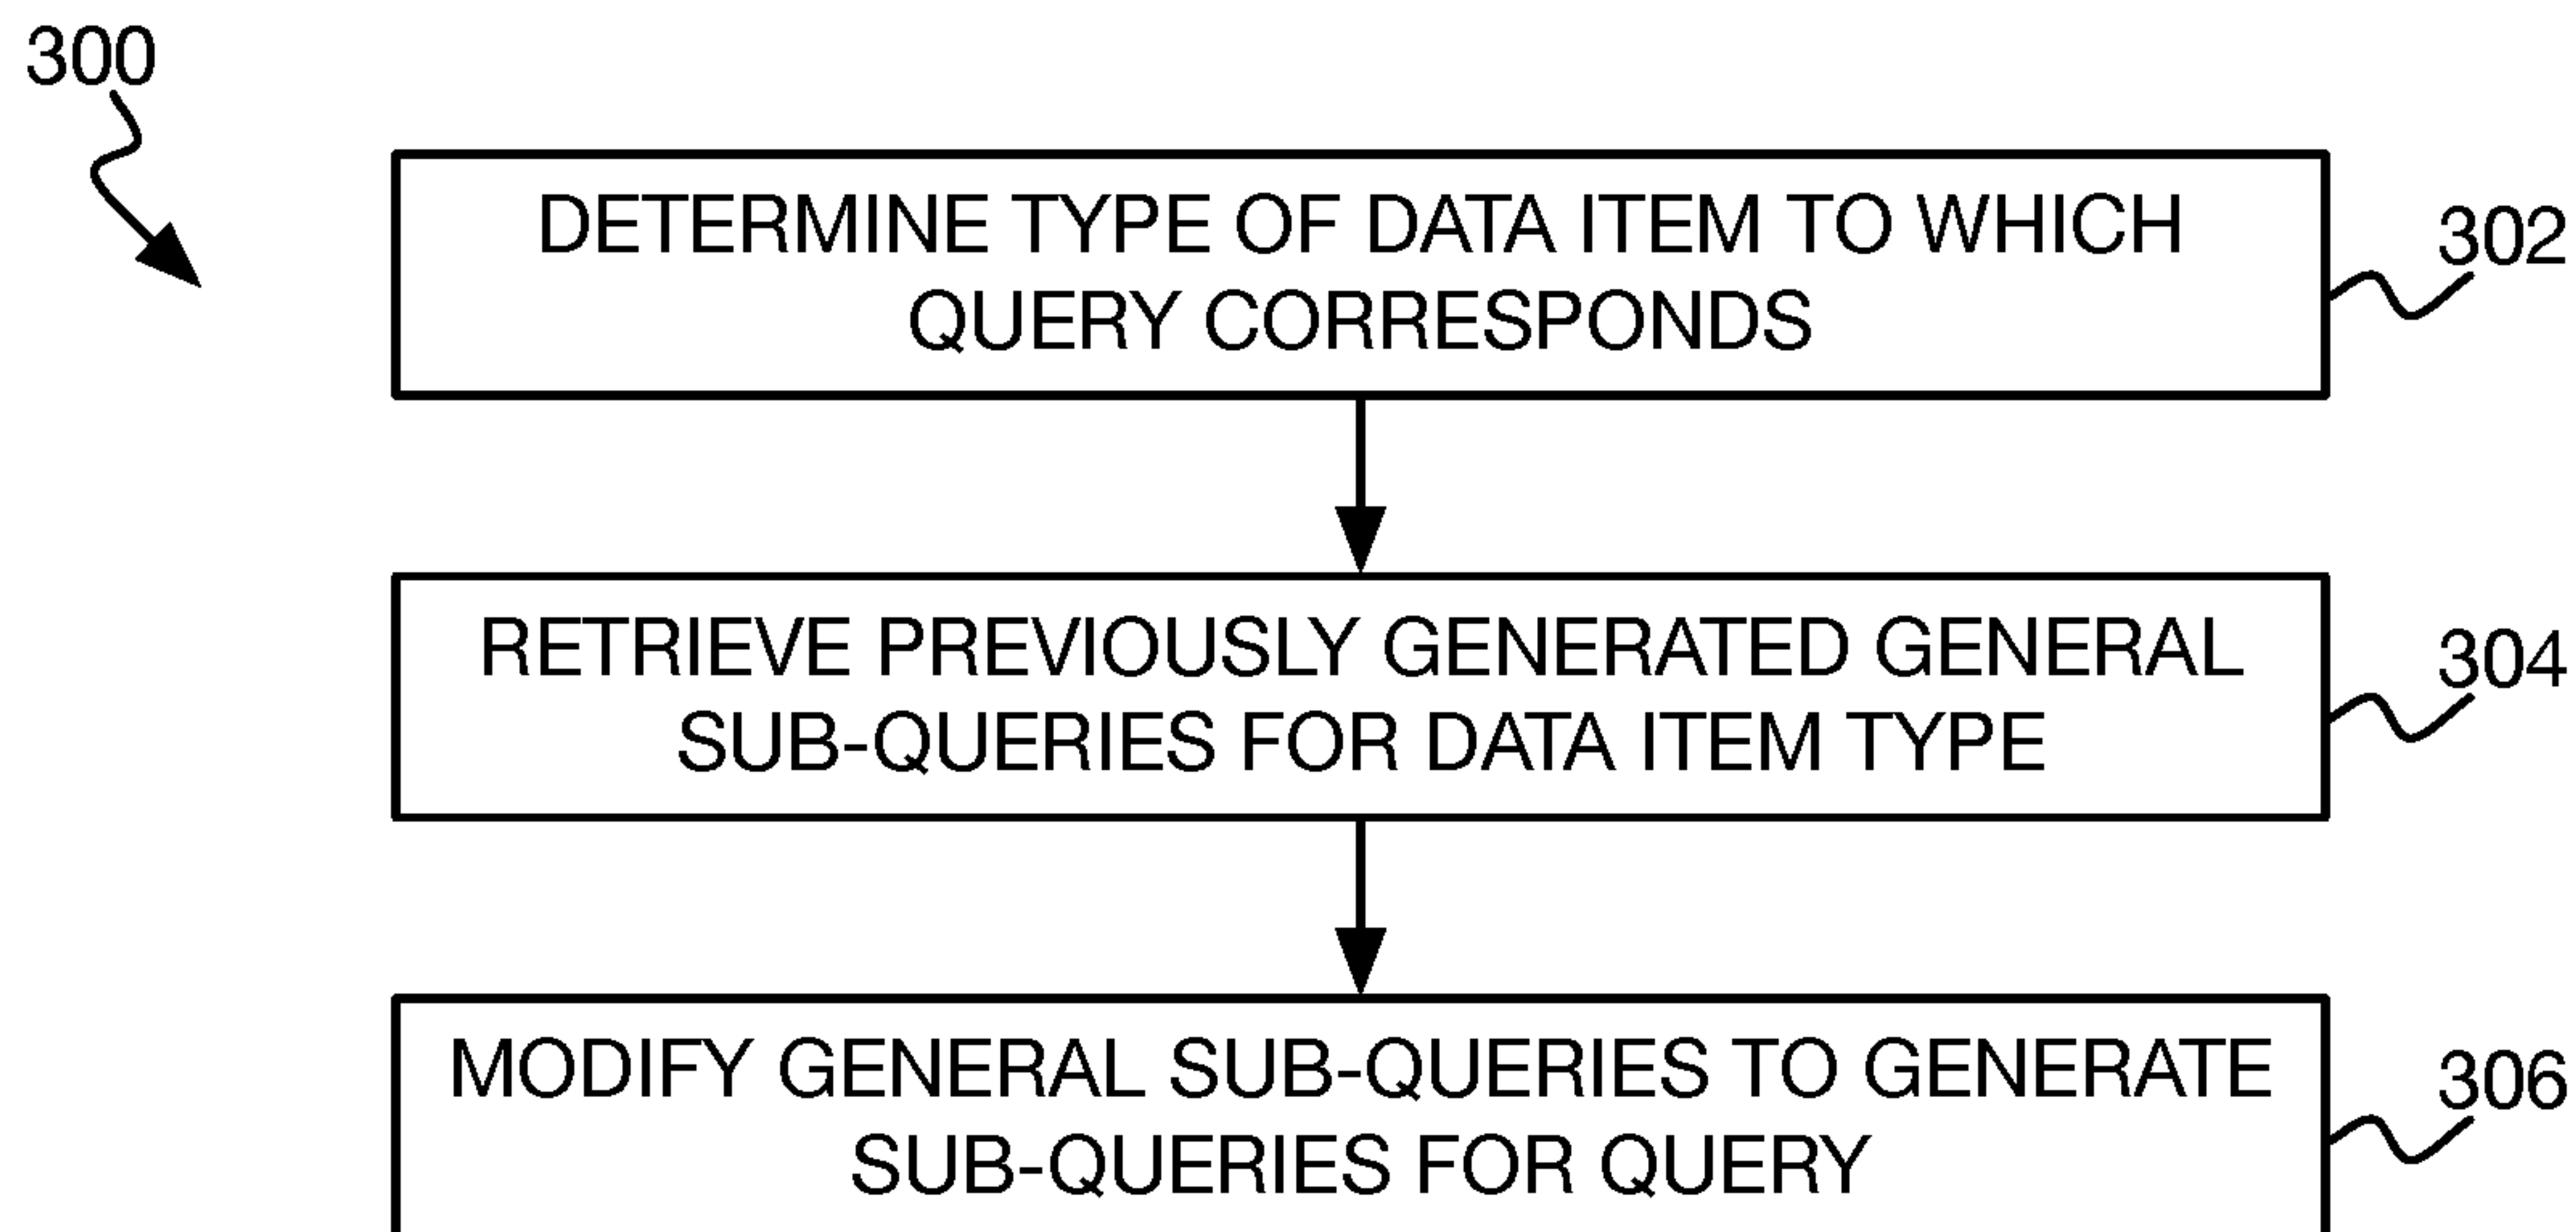 300
DETERMINE TYPE OF DATA ITEM TO WHICH
QUERY CORRESPONDS
302
RETRIEVE PREVIOUSLY GENERATED GENERAL
SUB-QUERIES FOR DATA ITEM TYPE
304
MODIFY GENERAL SUB-QUERIES TO GENERATE
SUB-QUERIES FOR QUERY
306